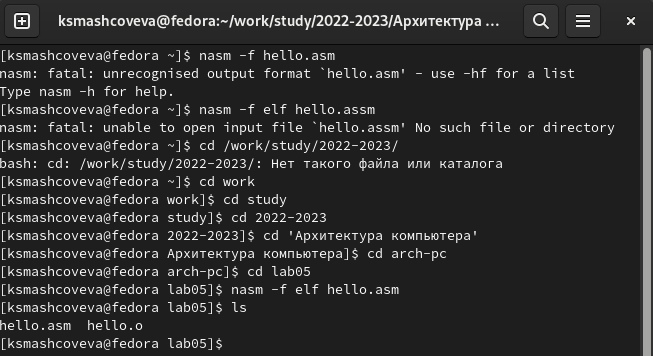 ksmashcoveva@fedora:~/work/study/2022-2023/Архитектура ...
[ksmashcoveva@fedora ~]$ nasm -f hello.asm
nasm: fatal: unrecognised output format `hello.asm' - use -hf for a list
Type nasm -h for help.
[ksmashcoveva@fedora ~]$ nasm -f elf hello.assm
nasm: fatal: unable to open input file `hello.assm' No such file or directory
[ksmashcoveva@fedora ~]$ cd /work/study/2022-2023/
bash: cd: /work/study/2022-2023/: Нет такого файла или каталога
[ksmashcoveva@fedora ~]$ cd work
[ksmashcoveva@fedora work]$ cd study
[ksmashcoveva@fedora study]$ cd 2022-2023
[ksmashcoveva@fedora 2022-2023]$ cd 'Архитектура компьютера'
[ksmashcoveva@fedora Архитектура компьютера]$ cd arch-pc
[ksmashcoveva@fedora arch-pc]$ cd lab05
[ksmashcoveva@fedora lab05]$ nasm -f elf hello.asm
[ksmashcoveva@fedora lab05]$ ls
hello.asm  hello.o
[ksmashcoveva@fedora lab05]$